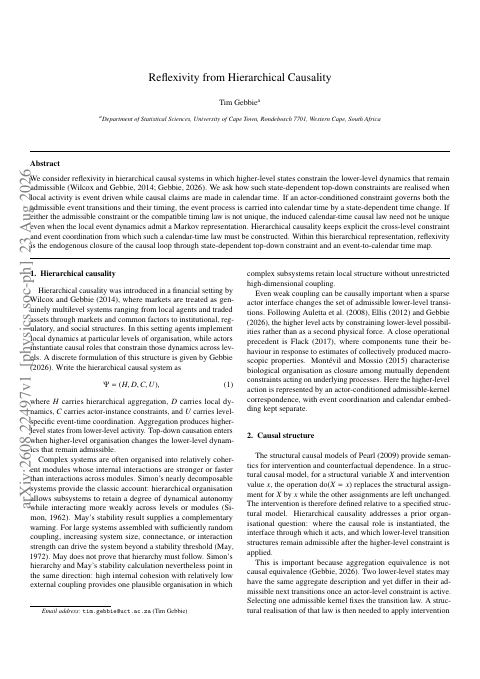 Reflexivity from Hierarchical Causality
Tim Gebbieᵃ
ᵃDepartment of Statistical Sciences, University of Cape Town, Rondebosch 7701, Western Cape, South Africa
Abstract
We consider reflexivity in hierarchical causal systems in which higher-level states constrain the lower-level dynamics that remain
admissible (Wilcox and Gebbie, 2014; Gebbie, 2026). We ask how such state-dependent top-down constraints are realised when
local activity is event driven while causal claims are made in calendar time. If an actor-conditioned constraint governs both the
admissible event transitions and their timing, the event process is carried into calendar time by a state-dependent time change. If
either the admissible constraint or the compatible timing law is not unique, the induced calendar-time causal law need not be unique
even when the local event dynamics admit a Markov representation. Hierarchical causality keeps explicit the cross-level constraint
and event coordination from which such a calendar-time law must be constructed. Within this hierarchical representation, reflexivity
is the endogenous closure of the causal loop through state-dependent top-down constraint and an event-to-calendar time map.
1. Hierarchical causality
Hierarchical causality was introduced in a financial setting by
Wilcox and Gebbie (2014), where markets are treated as gen-
uinely multilevel systems ranging from local agents and traded
assets through markets and common factors to institutional, reg-
ulatory, and social structures. In this setting agents implement
local dynamics at particular levels of organisation, while actors
instantiate causal roles that constrain those dynamics across lev-
els. A discrete formulation of this structure is given by Gebbie
(2026). Write the hierarchical causal system as
Ψ = (H, D, C, U), (1)
where H carries hierarchical aggregation, D carries local dy-
namics, C carries actor-instance constraints, and U carries level-
specific event-time coordination. Aggregation produces higher-
level states from lower-level activity. Top-down causation enters
when higher-level organisation changes the lower-level dynam-
ics that remain admissible.
Complex systems are often organised into relatively coher-
ent modules whose internal interactions are stronger or faster
than interactions across modules. Simon's nearly decomposable
systems provide the classic account: hierarchical organisation
allows subsystems to retain a degree of dynamical autonomy
while interacting more weakly across levels or modules (Si-
mon, 1962). May's stability result supplies a complementary
warning. For large systems assembled with sufficiently random
coupling, increasing system size, connectance, or interaction
strength can drive the system beyond a stability threshold (May,
1972). May does not prove that hierarchy must follow. Simon's
hierarchy and May's stability calculation nevertheless point in
the same direction: high internal cohesion with relatively low
external coupling provides one plausible organisation in which
Email address: tim.gebbie@uct.ac.za (Tim Gebbie)
complex subsystems retain local structure without unrestricted
high-dimensional coupling.
Even weak coupling can be causally important when a sparse
actor interface changes the set of admissible lower-level transi-
tions. Following Auletta et al. (2008), Ellis (2012) and Gebbie
(2026), the higher level acts by constraining lower-level possibil-
ities rather than as a second physical force. A close operational
precedent is Flack (2017), where components tune their be-
haviour in response to estimates of collectively produced macro-
scopic properties. Montévil and Mossio (2015) characterise
biological organisation as closure among mutually dependent
constraints acting on underlying processes. Here the higher-level
action is represented by an actor-conditioned admissible-kernel
correspondence, with event coordination and calendar embed-
ding kept separate.
2. Causal structure
The structural causal models of Pearl (2009) provide seman-
tics for intervention and counterfactual dependence. In a struc-
tural causal model, for a structural variable X and intervention
value x, the operation do(X = x) replaces the structural assign-
ment for X by x while the other assignments are left unchanged.
The intervention is therefore defined relative to a specified struc-
tural model. Hierarchical causality addresses a prior organ-
isational question: where the causal role is instantiated, the
interface through which it acts, and which lower-level transition
structures remain admissible after the higher-level constraint is
applied.
This is important because aggregation equivalence is not
causal equivalence (Gebbie, 2026). Two lower-level states may
have the same aggregate description and yet differ in their ad-
missible next transitions once an actor-level constraint is active.
Selecting one admissible kernel fixes the transition law. A struc-
tural realisation of that law is then needed to apply intervention
arXiv:2608.22497v1 [physics.soc-ph] 23 Aug 2026